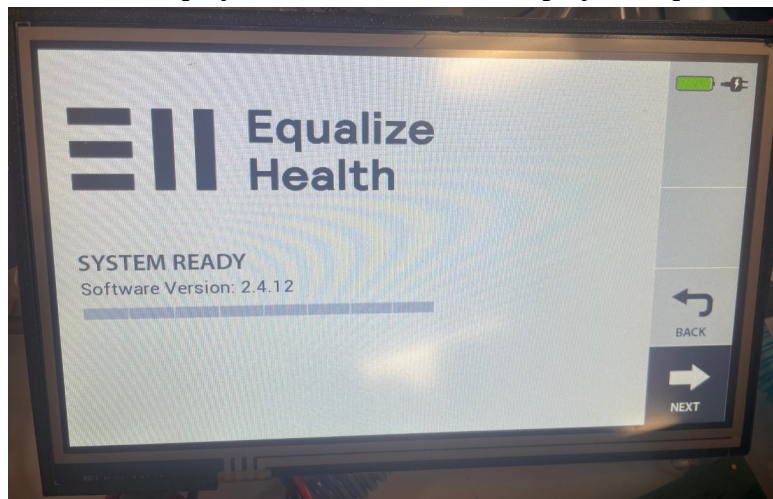 Equalize
Health
SYSTEM READY
Software Version: 2.4.12
BACK
NEXT